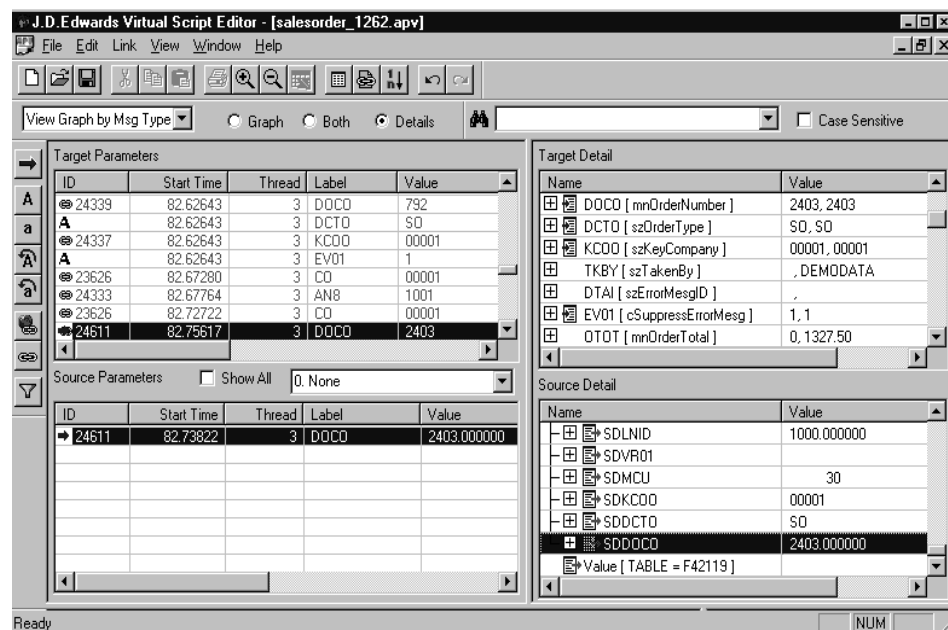 J.D.Edwards Virtual Script Editor - [salesorder_1262.apv]
File Edit Link View Window Help
View Graph by Msg Type Graph Both Details Case Sensitive
Target Parameters
ID Start Time Thread Label Value
24339 82.62643 3 DOCO 792
A 82.62643 3 DCTO SO
24337 82.62643 3 KCOO 00001
A 82.62643 3 EV01 1
23626 82.67280 3 CO 00001
24333 82.67764 3 AN8 1001
23626 82.72722 3 CO 00001
24611 82.75617 3 DOCO 2403
Target Detail
Name Value
DOCO [ mnOrderNumber ] 2403, 2403
DCTO [ szOrderType ] SO, SO
KCOO [ szKeyCompany ] 00001, 00001
TKBY [ szTakenBy ] , DEMODATA
DTAI [ szErrorMesgID ] ,
EV01 [ cSuppressErrorMesg ] 1, 1
OTOT [ mnOrderTotal ] 0, 1327.50
Source Parameters Show All 0. None
ID Start Time Thread Label Value
24611 82.73822 3 DOCO 2403.000000
Source Detail
Name Value
SDLNID 1000.000000
SDVR01
SDMCU 30
SDKCOO 00001
SDDCTO SO
SDDOCO 2403.000000
Value [ TABLE = F42119 ]
Ready NUM